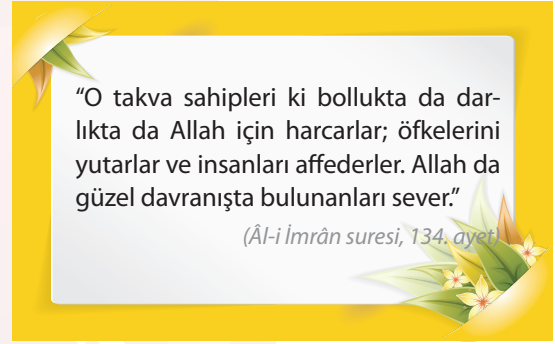 “O takva sahipleri ki bollukta da dar-
lıkta da Allah için harcarlar; öfkelerini
yutarlar ve insanları affederler. Allah da
güzel davranışta bulunanları sever.”
(Âl-i İmrân suresi, 134. ayet)